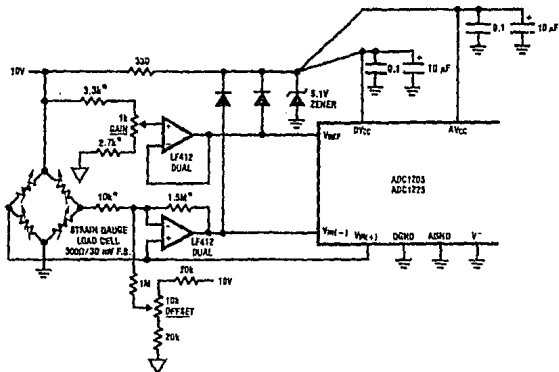 0.1
10 µF
10V
330
0.1
10 µF
3.3k*
1k
GAIN
5.1V
ZENER
DVCC
AVCC
VREF
2.7k*
LF412
DUAL
ADC1205
ADC1225
10k*
1.5M*
STRAIN GAUGE
LOAD CELL
300Ω/30 mV F.S.
LF412
DUAL
VIN(-)
VIN(+)
DGND
AGND
V-
1M
20k
10V
10k
OFFSET
20k